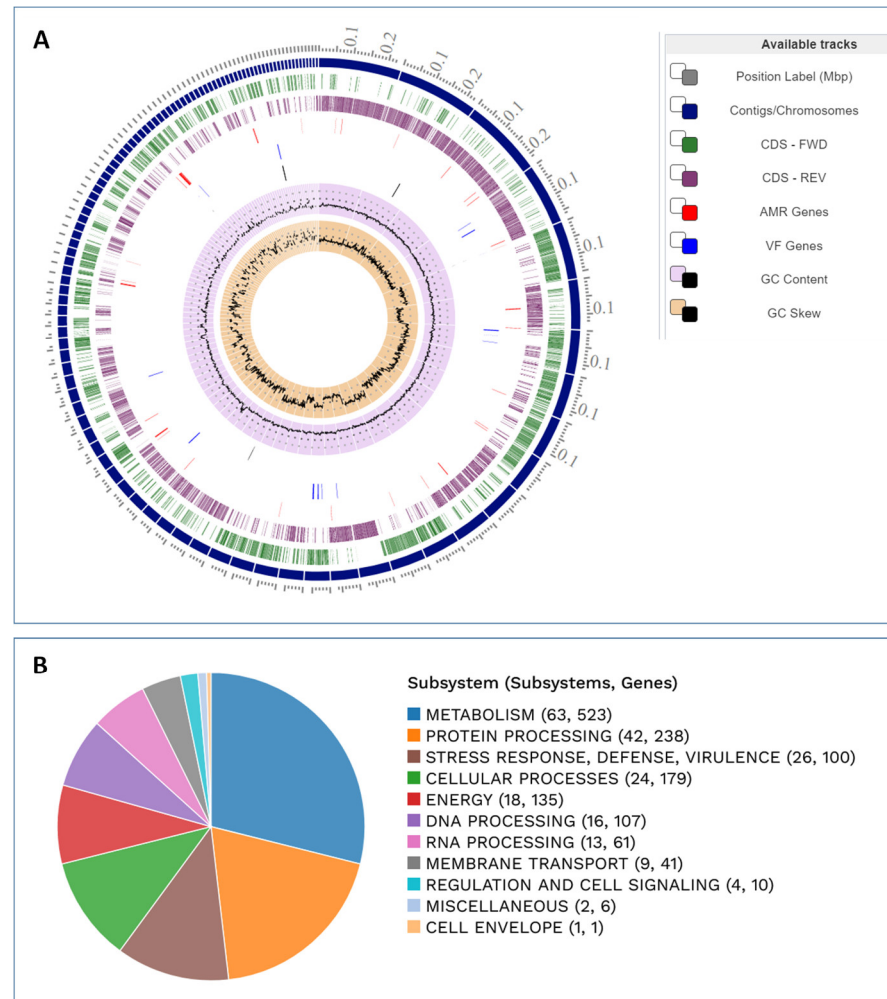 A
0.1
0.2
0.1
0.2
0.1
0.2
0.1
0.1
0.1
0.1
0.1
0.1
Available tracks
Position Label (Mbp)
Contigs/Chromosomes
CDS - FWD
CDS - REV
AMR Genes
VF Genes
GC Content
GC Skew
B
Subsystem (Subsystems, Genes)
METABOLISM (63, 523)
PROTEIN PROCESSING (42, 238)
STRESS RESPONSE, DEFENSE, VIRULENCE (26, 100)
CELLULAR PROCESSES (24, 179)
ENERGY (18, 135)
DNA PROCESSING (16, 107)
RNA PROCESSING (13, 61)
MEMBRANE TRANSPORT (9, 41)
REGULATION AND CELL SIGNALING (4, 10)
MISCELLANEOUS (2, 6)
CELL ENVELOPE (1, 1)